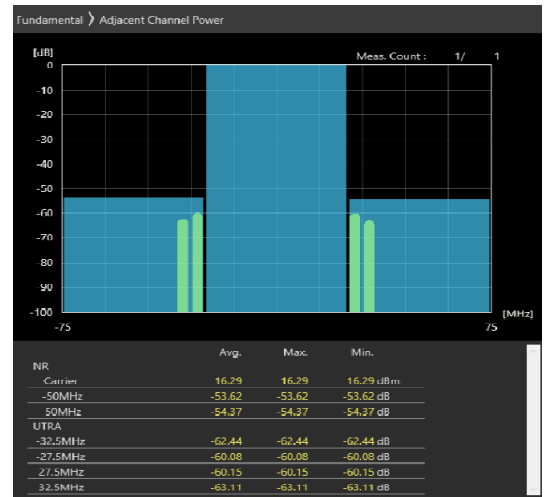 Fundamental ❯ Adjacent Channel Power
[dB]
Meas. Count : 1/ 1
0
-10
-20
-30
-40
-50
-60
-70
-80
90
-100
[MHz]
-75 75
Avg. Max. Min.
NR
Carrier 16.29 16.29 16.29 dBm
-50MHz -53.62 -53.62 -53.62 dB
50MHz -54.37 -54.37 -54.37 dB
UTRA
-32.5MHz -62.44 -62.44 -62.44 dB
-27.5MHz -60.08 -60.08 -60.08 dB
27.5MHz -60.15 -60.15 -60.15 dB
32.5MHz -63.11 -63.11 -63.11 dB